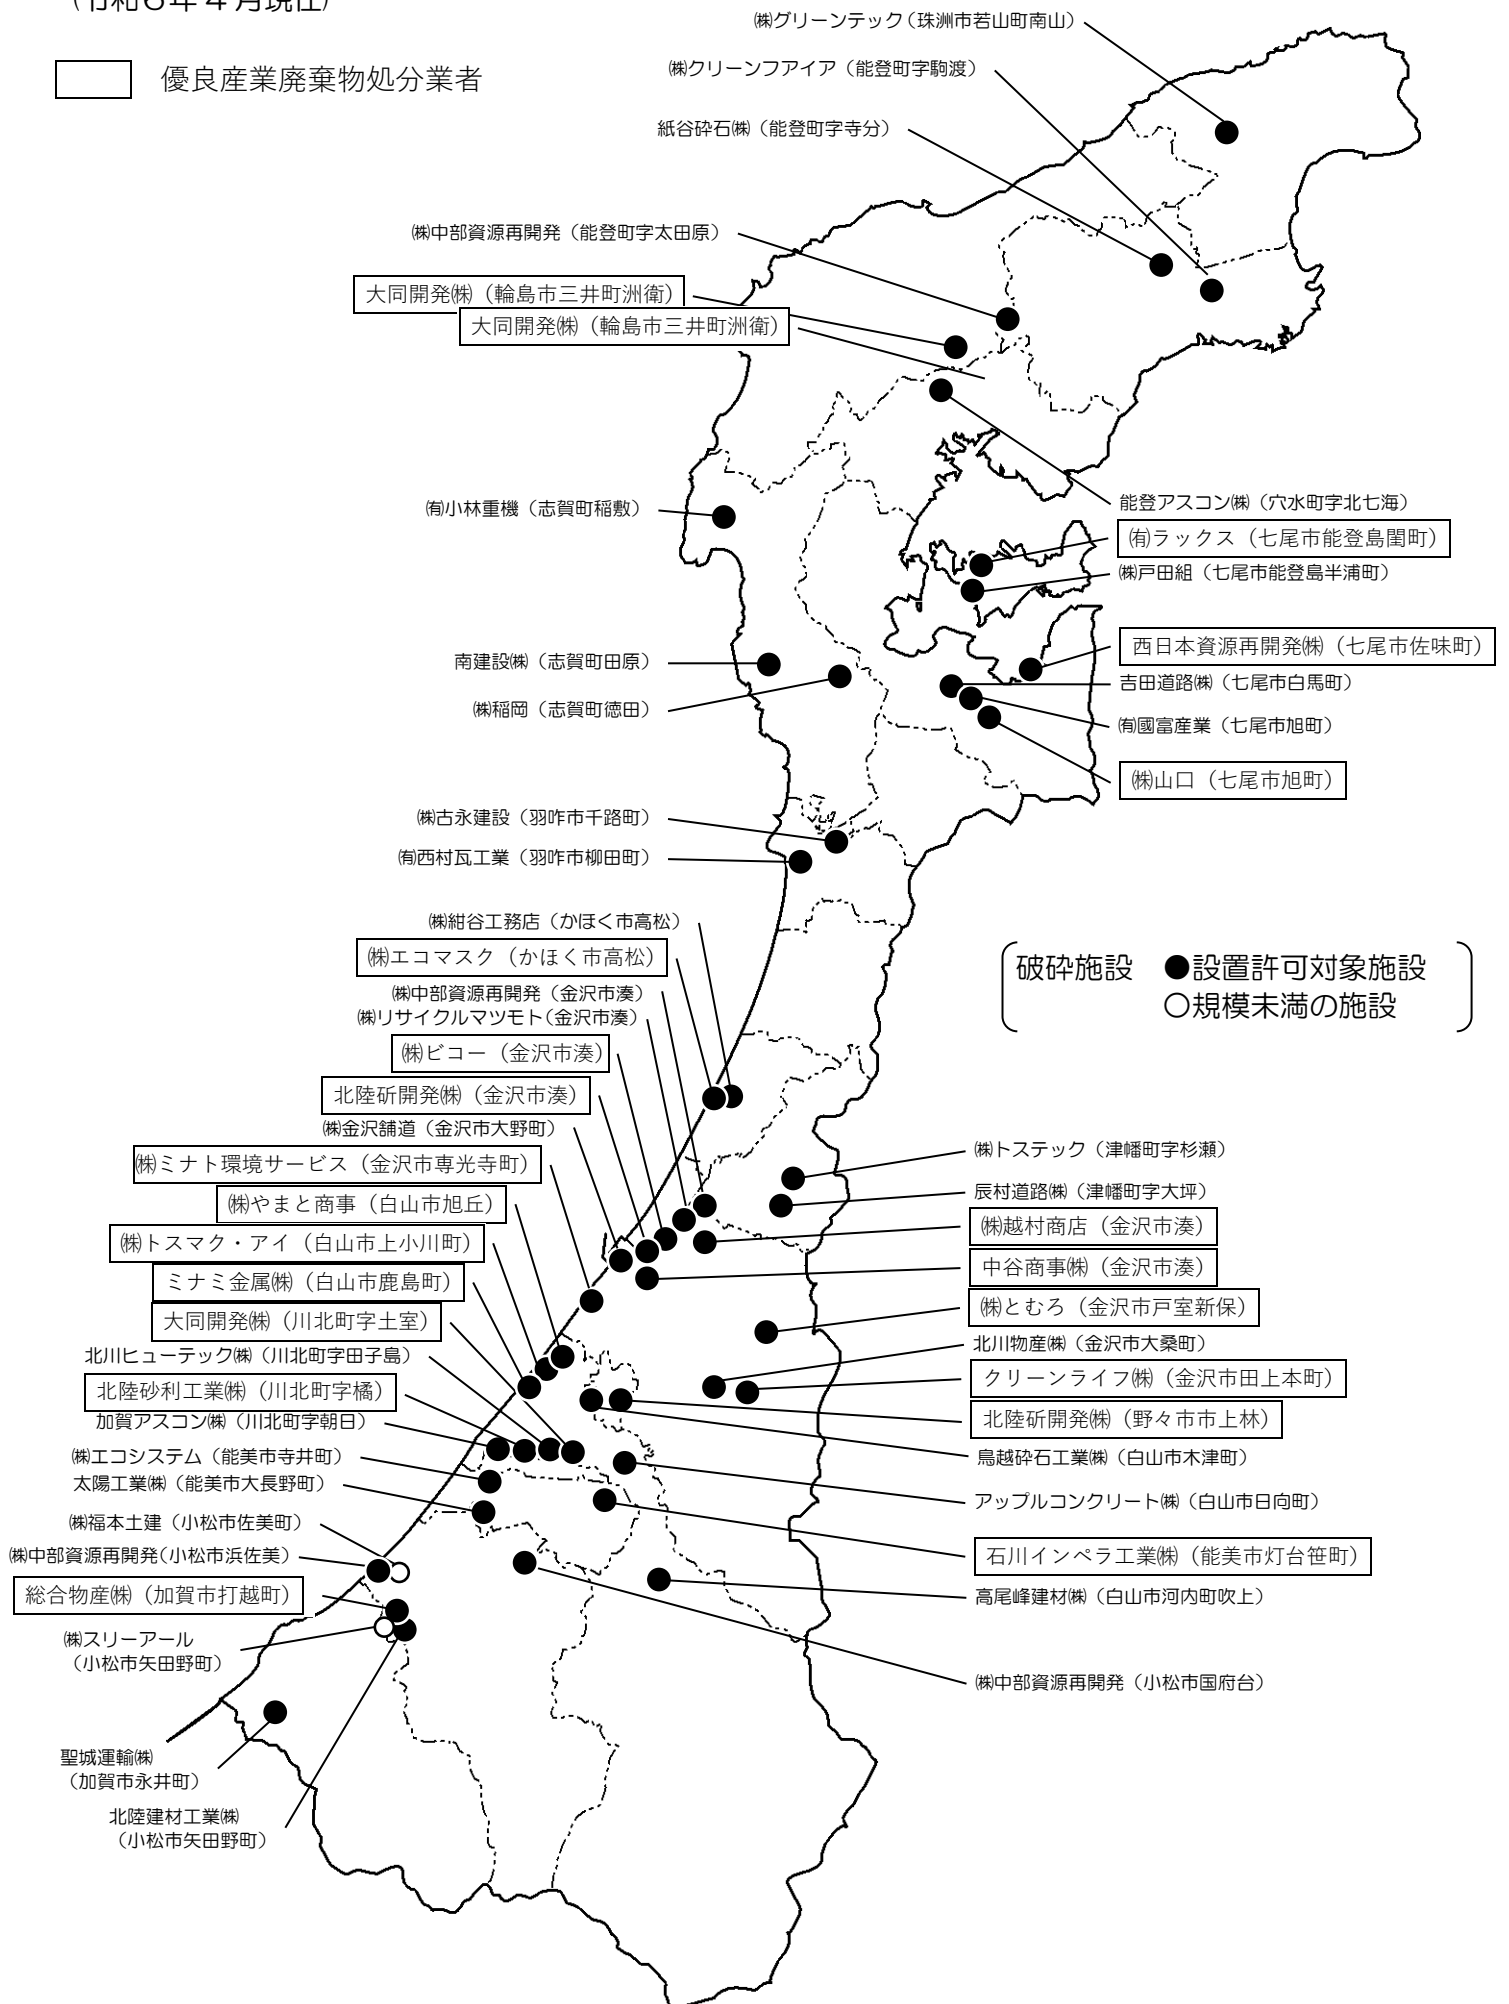 (令和６年４月現在)
優良産業廃棄物処分業者
㈱グリーンテック（珠洲市若山町南山）
㈱クリーンフアイア（能登町字駒渡）
紙谷砕石㈱（能登町字寺分）
㈱中部資源再開発（能登町字太田原）
大同開発㈱（輪島市三井町洲衛）
大同開発㈱（輪島市三井町洲衛）
能登アスコン㈱（穴水町字北七海）
㈲小林重機（志賀町稲敷）
㈲ラックス（七尾市能登島閨町）
㈱戸田組（七尾市能登島半浦町）
西日本資源再開発㈱（七尾市佐味町）
南建設㈱（志賀町田原）
吉田道路㈱（七尾市白馬町）
㈱稲岡（志賀町徳田）
㈲國富産業（七尾市旭町）
㈱山口（七尾市旭町）
㈱古永建設（羽咋市千路町）
㈲西村瓦工業（羽咋市柳田町）
㈱紺谷工務店（かほく市高松）
㈱エコマスク（かほく市高松）
破砕施設　●設置許可対象施設
○規模未満の施設
㈱中部資源再開発（金沢市湊）
㈱リサイクルマツモト（金沢市湊）
㈱ビコー（金沢市湊）
北陸斫開発㈱（金沢市湊）
㈱金沢舗道（金沢市大野町）
㈱ミナト環境サービス（金沢市専光寺町）
㈱やまと商事（白山市旭丘）
㈱トスマク・アイ（白山市上小川町）
ミナミ金属㈱（白山市鹿島町）
大同開発㈱（川北町字土室）
北川ヒューテック㈱（川北町字田子島）
北陸砂利工業㈱（川北町字橘）
加賀アスコン㈱（川北町字朝日）
㈱エコシステム（能美市寺井町）
太陽工業㈱（能美市大長野町）
㈱福本土建（小松市佐美町）
㈱中部資源再開発（小松市浜佐美）
総合物産㈱（加賀市打越町）
㈱スリーアール
（小松市矢田野町）
聖城運輸㈱
（加賀市永井町）
北陸建材工業㈱
（小松市矢田野町）
㈱トステック（津幡町字杉瀬）
辰村道路㈱（津幡町字大坪）
㈱越村商店（金沢市湊）
中谷商事㈱（金沢市湊）
㈱とむろ（金沢市戸室新保）
北川物産㈱（金沢市大桑町）
クリーンライフ㈱（金沢市田上本町）
北陸斫開発㈱（野々市市上林）
鳥越砕石工業㈱（白山市木津町）
アップルコンクリート㈱（白山市日向町）
石川インペラ工業㈱（能美市灯台笹町）
高尾峰建材㈱（白山市河内町吹上）
㈱中部資源再開発（小松市国府台）